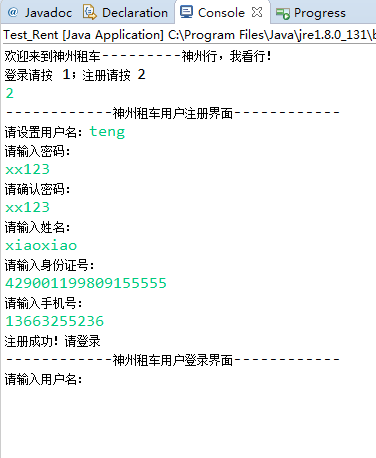 @ Javadoc Declaration Console Progress
Test_Rent [Java Application] C:\Program Files\Java\jre1.8.0_131\b
欢迎来到神州租车---------神州行，我看行！
登录请按 1；注册请按 2
2
------------神州租车用户注册界面------------
请设置用户名：teng
请输入密码：
xx123
请确认密码：
xx123
请输入姓名：
xiaoxiao
请输入身份证号：
429001199809155555
请输入手机号：
13663255236
注册成功！请登录
------------神州租车用户登录界面------------
请输入用户名：